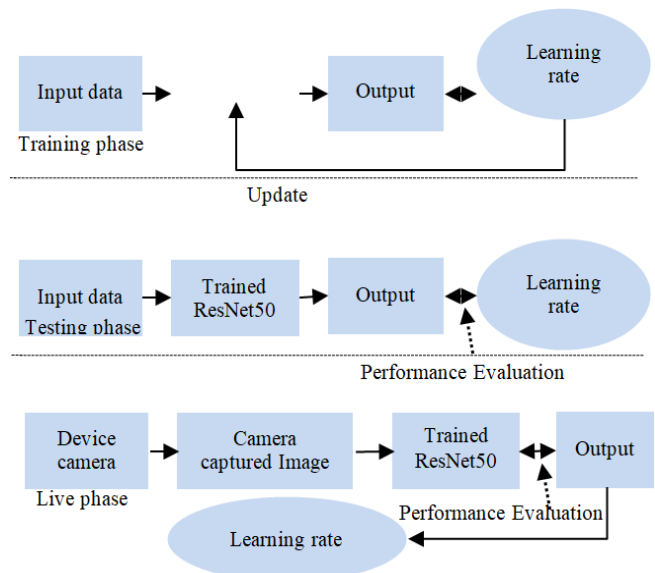 Learning
rate
Input data
Output
Training phase
Update
Input data
Trained
ResNet50
Output
Learning
rate
Testing phase
Performance Evaluation
Device
camera
Camera
captured Image
Trained
ResNet50
Output
Live phase
Performance Evaluation
Learning rate